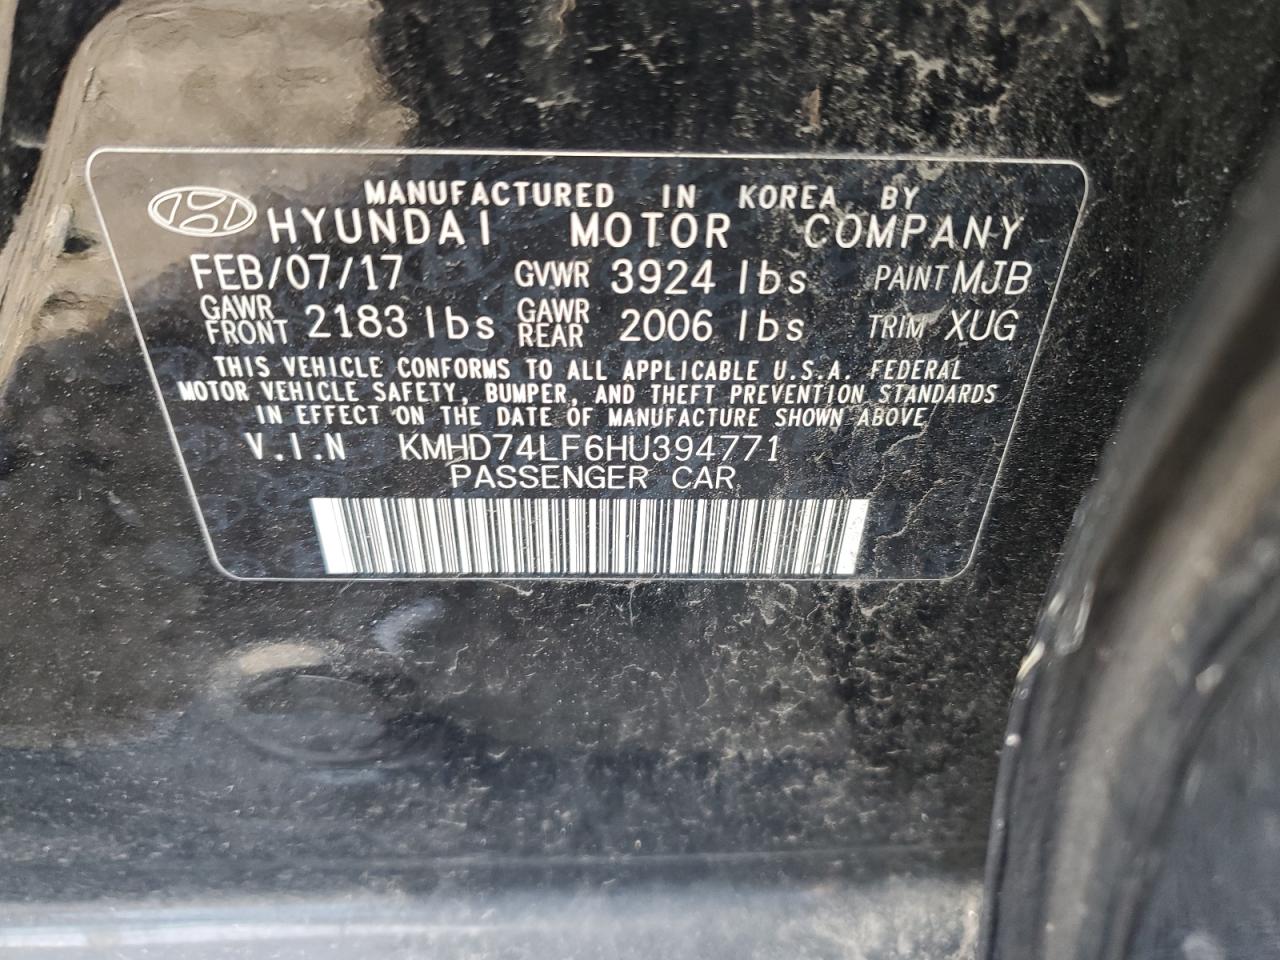 MANUFACTURED IN KOREA BY
HYUNDAI MOTOR COMPANY
FEB/07/17 GVWR 3924 lbs PAINT MJB
GAWR FRONT 2183 lbs GAWR REAR 2006 lbs TRIM XUG
THIS VEHICLE CONFORMS TO ALL APPLICABLE U.S.A. FEDERAL
MOTOR VEHICLE SAFETY, BUMPER, AND THEFT PREVENTION STANDARDS
IN EFFECT ON THE DATE OF MANUFACTURE SHOWN ABOVE
V.I.N KMHD74LF6HU394771
PASSENGER CAR